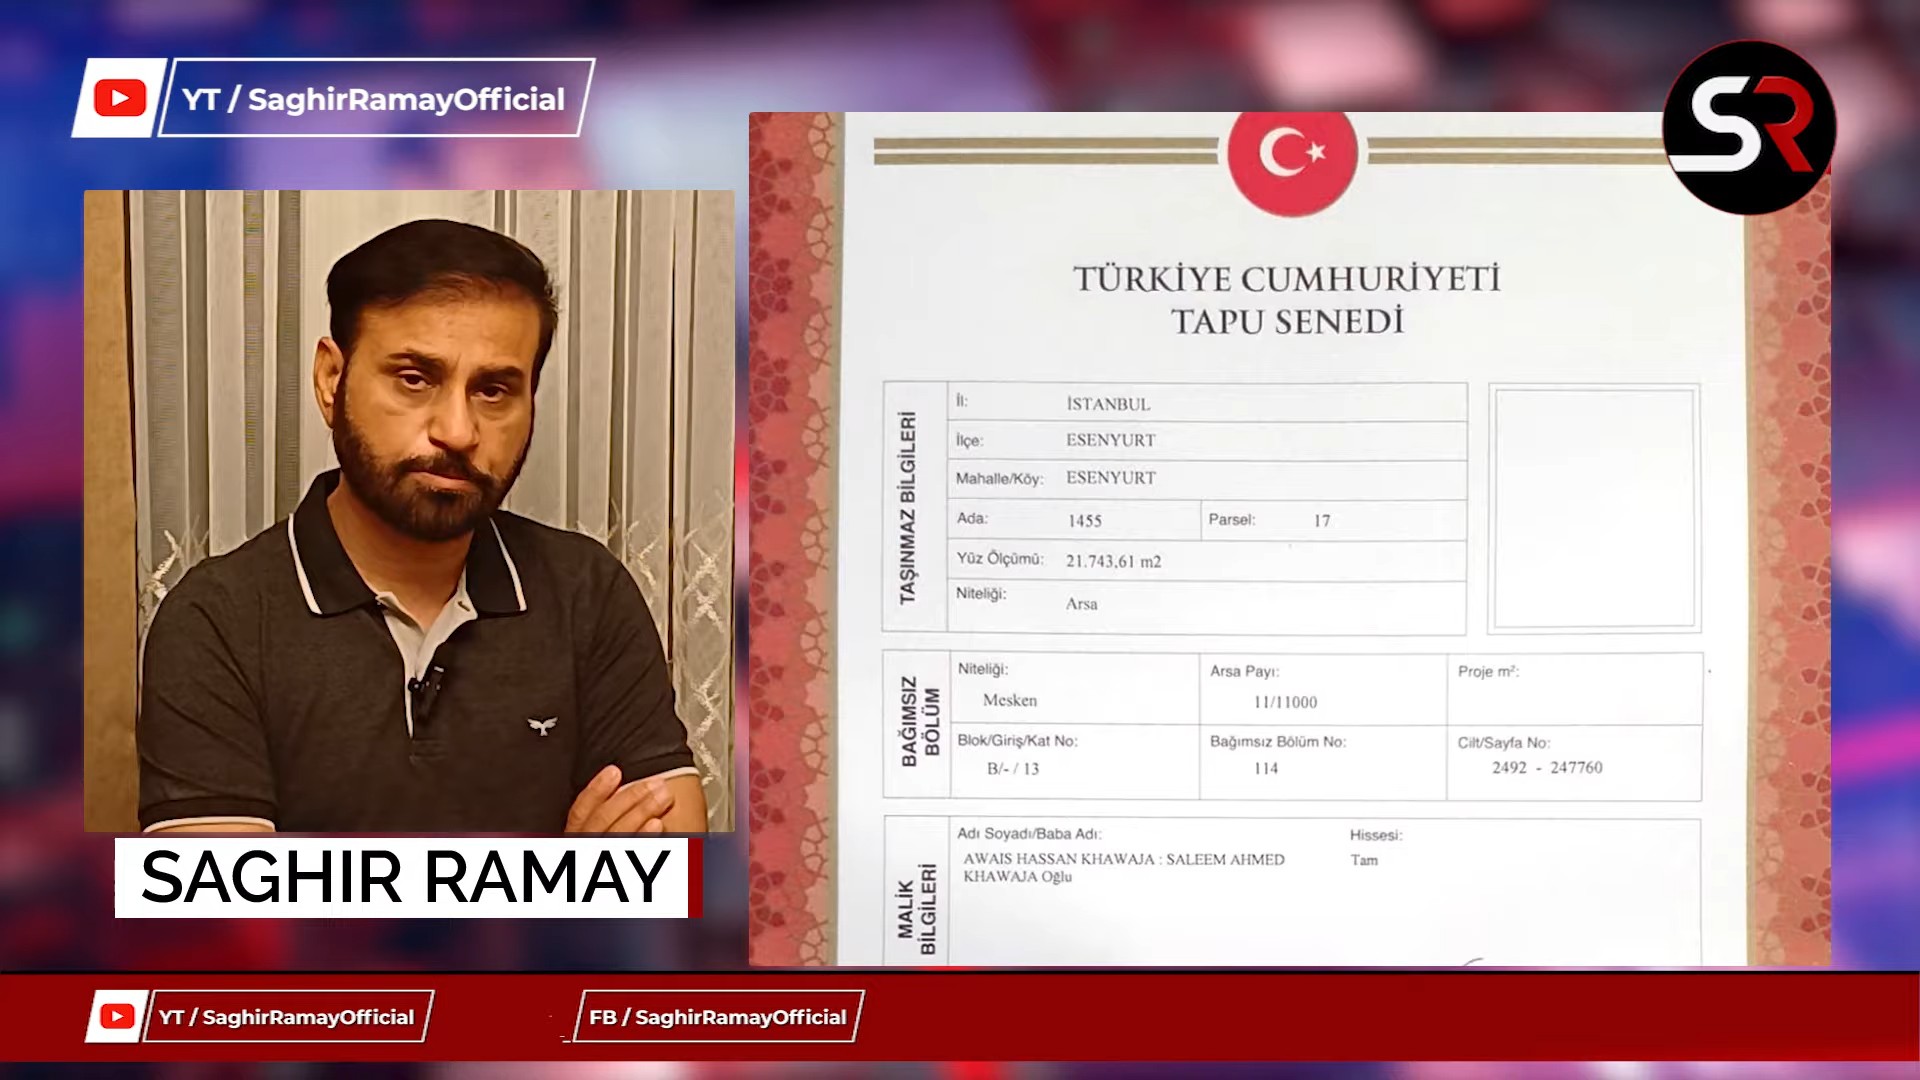 YT / SaghirRamayOfficial
SR
TÜRKİYE CUMHURİYETİ
TAPU SENEDİ
TAŞINMAZ BİLGİLERİ
İl: İSTANBUL
İlçe: ESENYURT
Mahalle/Köy: ESENYURT
Ada: 1455 Parsel: 17
Yüz Ölçümü: 21.743,61 m2
Niteliği: Arsa
BAĞIMSIZ
BÖLÜM
Niteliği: Arsa Payı: Proje m²:
Mesken 11/11000
Blok/Giriş/Kat No: Bağımsız Bölüm No: Cilt/Sayfa No:
B/- / 13 114 2492 - 247760
MALİK
BİLGİLERİ
Adı Soyadı/Baba Adı: Hissesi:
AWAIS HASSAN KHAWAJA : SALEEM AHMED Tam
KHAWAJA Oğlu
SAGHIR RAMAY
YT / SaghirRamayOfficial
FB / SaghirRamayOfficial